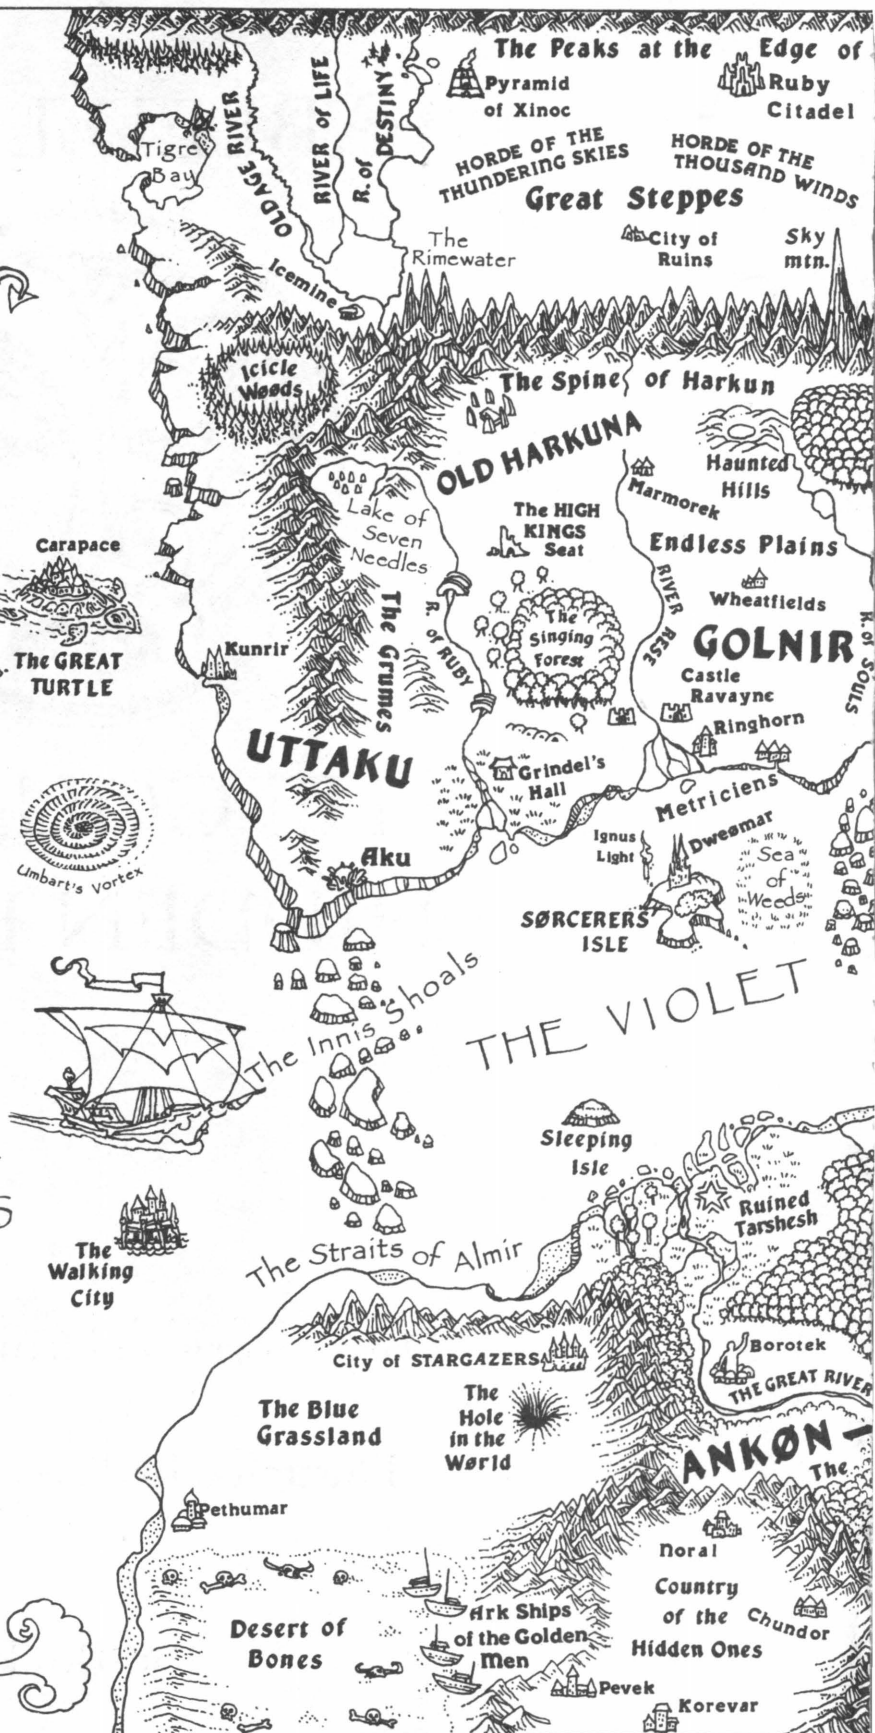 The Peaks at the Edge of
Pyramid
of Xinoc
Ruby
Citadel
Tigre
Bay
OLD AGE RIVER
RIVER of LIFE
R. of DESTINY
HORDE OF THE
THUNDERING SKIES
HORDE OF THE
THOUSAND WINDS
Great Steppes
The
Rimewater
City of
Ruins
Sky
mtn.
Icemine
Icicle
Wøøds
The Spine of Harkun
OLD HARKUNA
Haunted
Hills
Marmorek
Lake of
Seven
Needles
The HIGH
KINGS
Seat
Endless Plains
Carapace
The GREAT
TURTLE
Wheatfields
The Grumes
R. of RUBY
The
Singing
Forest
RIVER RESE
GOLNIR
R. of SOULS
Kunrir
Castle
Ravayne
Ringhorn
UTTAKU
Grindel's
Hall
Metriciens
Umbart's Vortex
Aku
Ignus
Light
Dweømar
Sea
of
Weeds
SØRCERERS'
ISLE
The Innis Shoals
THE VIOLET
Sleeping
Isle
Ruined
Tarshesh
S
The
Walking
City
The Straits of Almir
City of STARGAZERS
Borotek
THE GREAT RIVER
The Blue
Grassland
The
Hole
in the
Wørld
ANKØN—
The
Pethumar
Noral
Country
of the
Hidden Ones
Chundor
Desert of
Bones
Ark Ships
of the Golden
Men
Pevek
Korevar